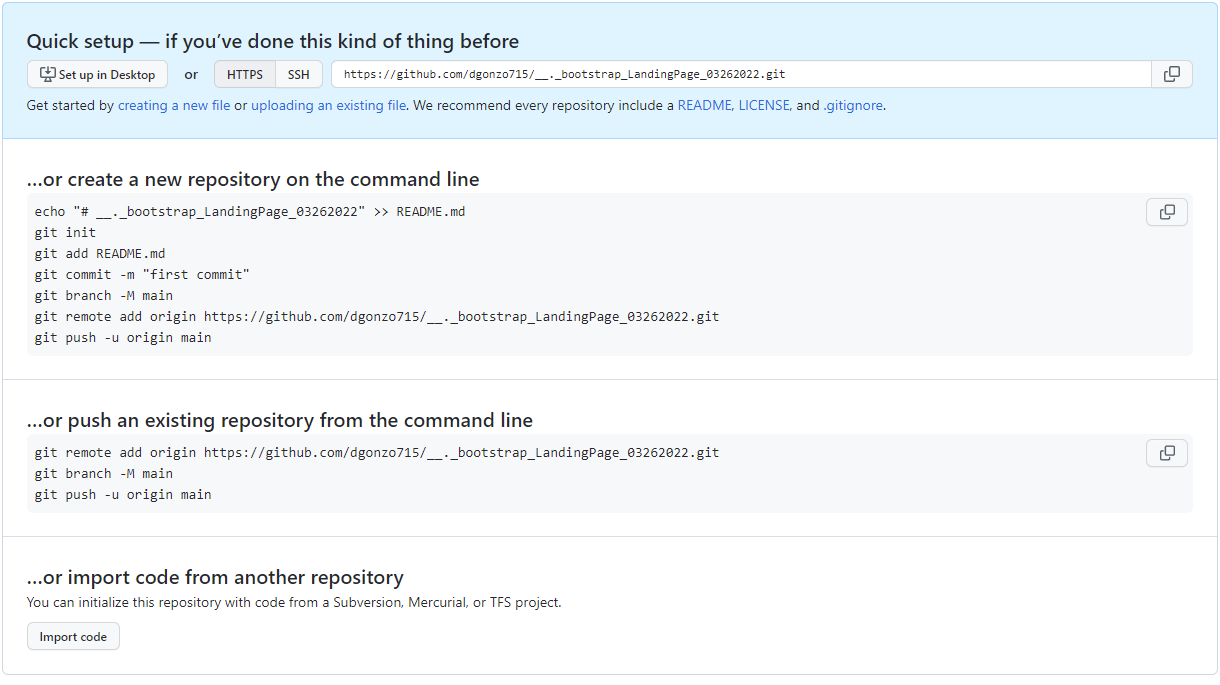 Quick setup — if you’ve done this kind of thing before
Set up in Desktop or HTTPS SSH https://github.com/dgonzo715/__._bootstrap_LandingPage_03262022.git
Get started by creating a new file or uploading an existing file. We recommend every repository include a README, LICENSE, and .gitignore.
…or create a new repository on the command line
echo "# __._bootstrap_LandingPage_03262022" >> README.md
git init
git add README.md
git commit -m "first commit"
git branch -M main
git remote add origin https://github.com/dgonzo715/__._bootstrap_LandingPage_03262022.git
git push -u origin main
…or push an existing repository from the command line
git remote add origin https://github.com/dgonzo715/__._bootstrap_LandingPage_03262022.git
git branch -M main
git push -u origin main
…or import code from another repository
You can initialize this repository with code from a Subversion, Mercurial, or TFS project.
Import code